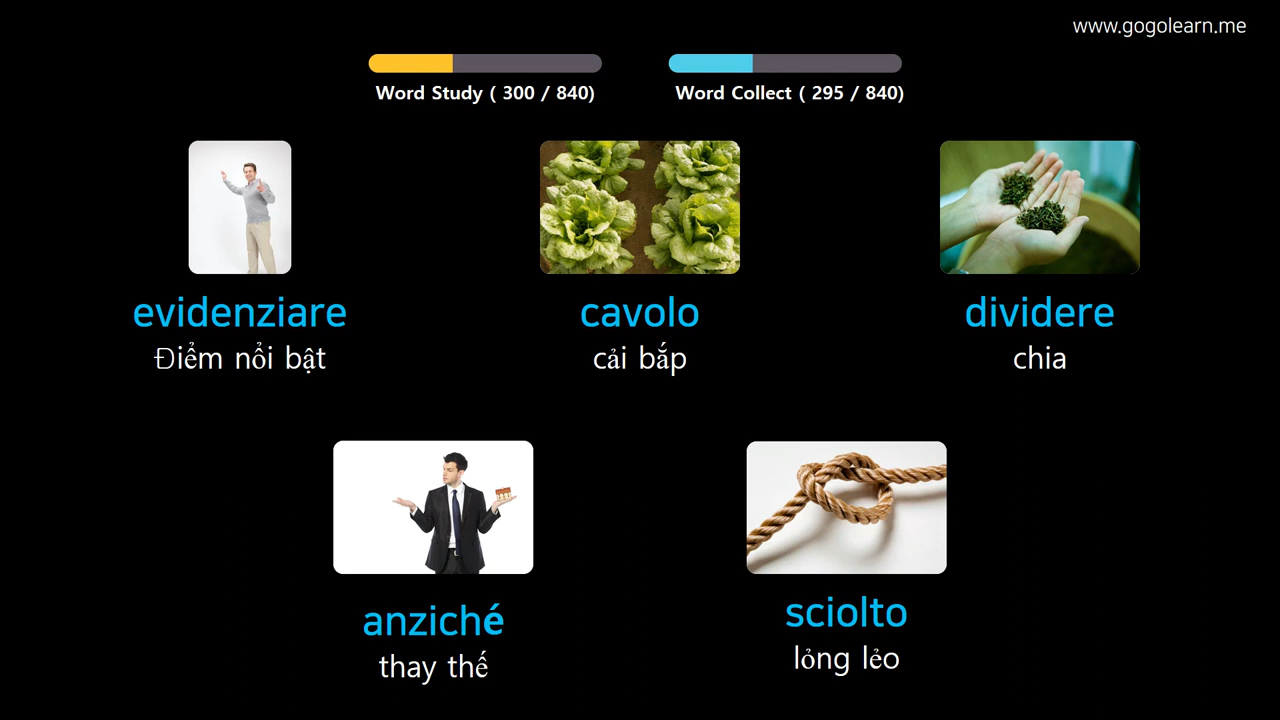 www.gogolearn.me
Word Study ( 300 / 840)
Word Collect ( 295 / 840)
evidenziare
Điểm nổi bật
cavolo
cải bắp
dividere
chia
anziché
thay thế
sciolto
lỏng lẻo